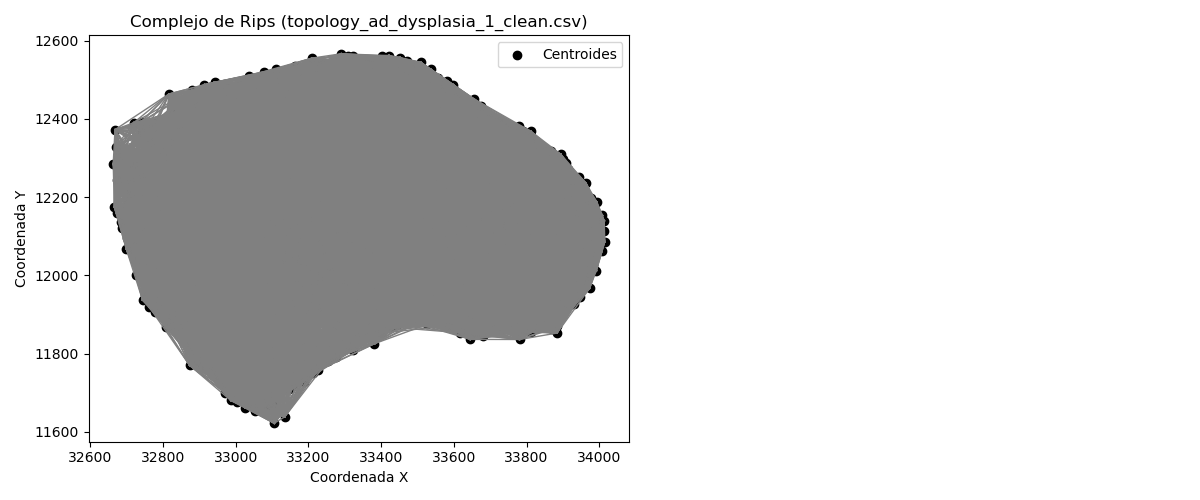 Complejo de Rips (topology_ad_dysplasia_1_clean.csv)
Centroides
12600
12400
12200
12000
11800
11600
Coordenada Y
32600 32800 33000 33200 33400 33600 33800 34000
Coordenada X